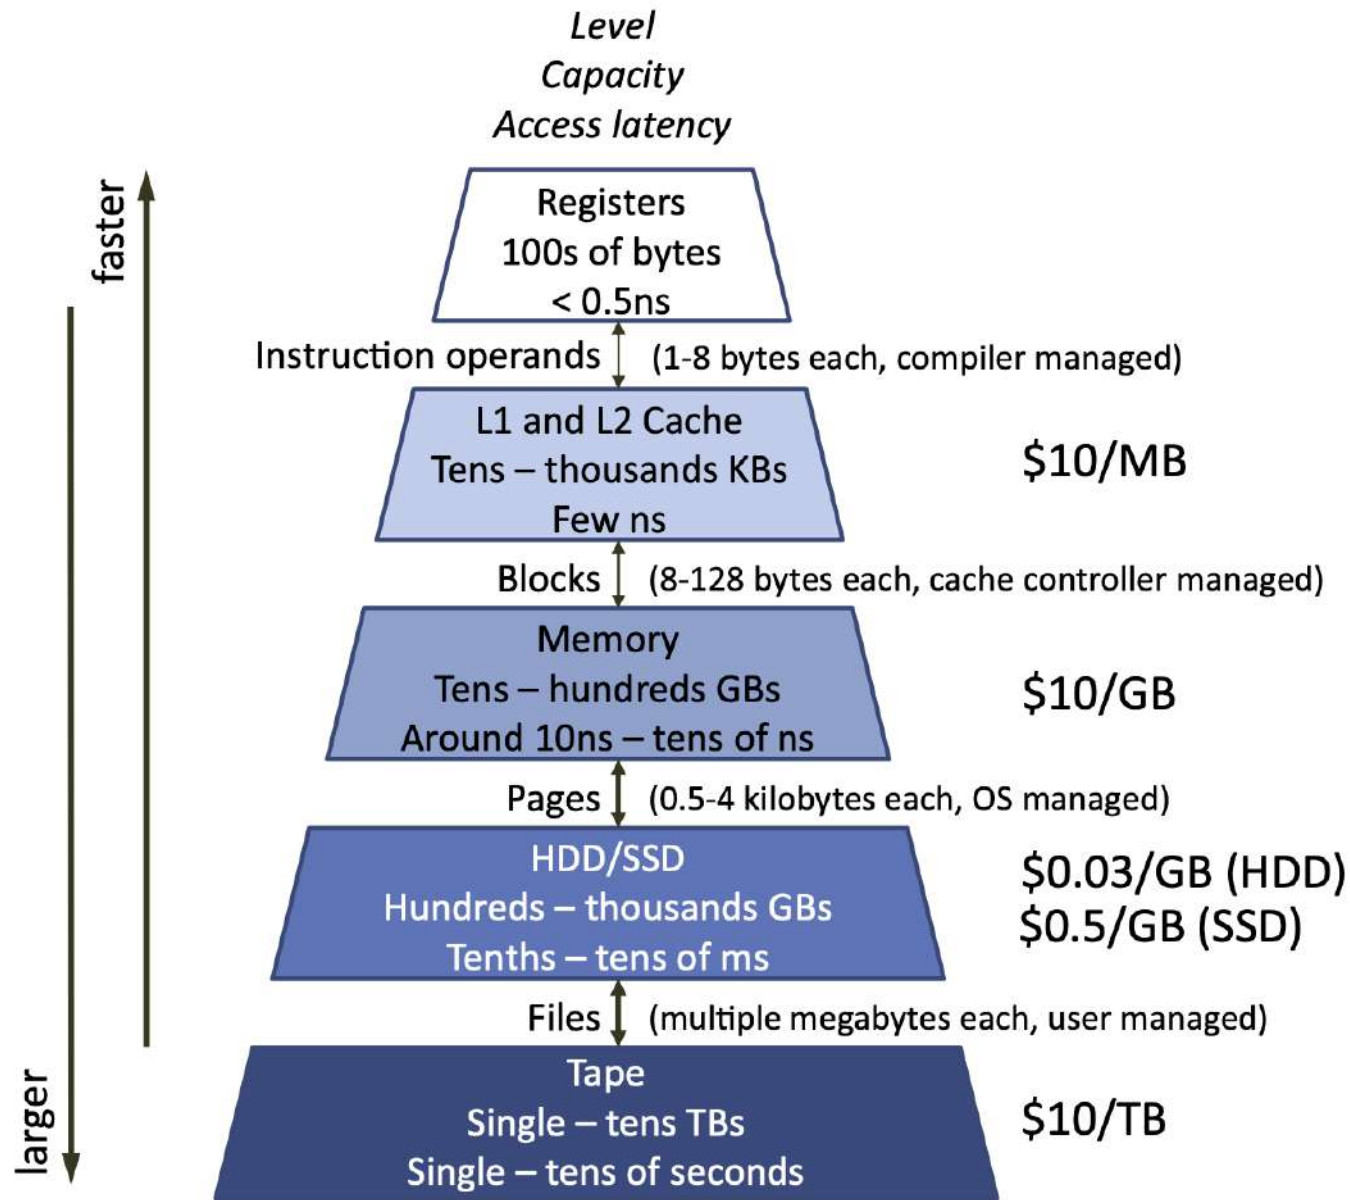 Level
Capacity
Access latency
faster
larger
Registers
100s of bytes
< 0.5ns
Instruction operands (1-8 bytes each, compiler managed)
L1 and L2 Cache
Tens – thousands KBs
Few ns
$10/MB
Blocks (8-128 bytes each, cache controller managed)
Memory
Tens – hundreds GBs
Around 10ns – tens of ns
$10/GB
Pages (0.5-4 kilobytes each, OS managed)
HDD/SSD
Hundreds – thousands GBs
Tenths – tens of ms
$0.03/GB (HDD)
$0.5/GB (SSD)
Files (multiple megabytes each, user managed)
Tape
Single – tens TBs
Single – tens of seconds
$10/TB